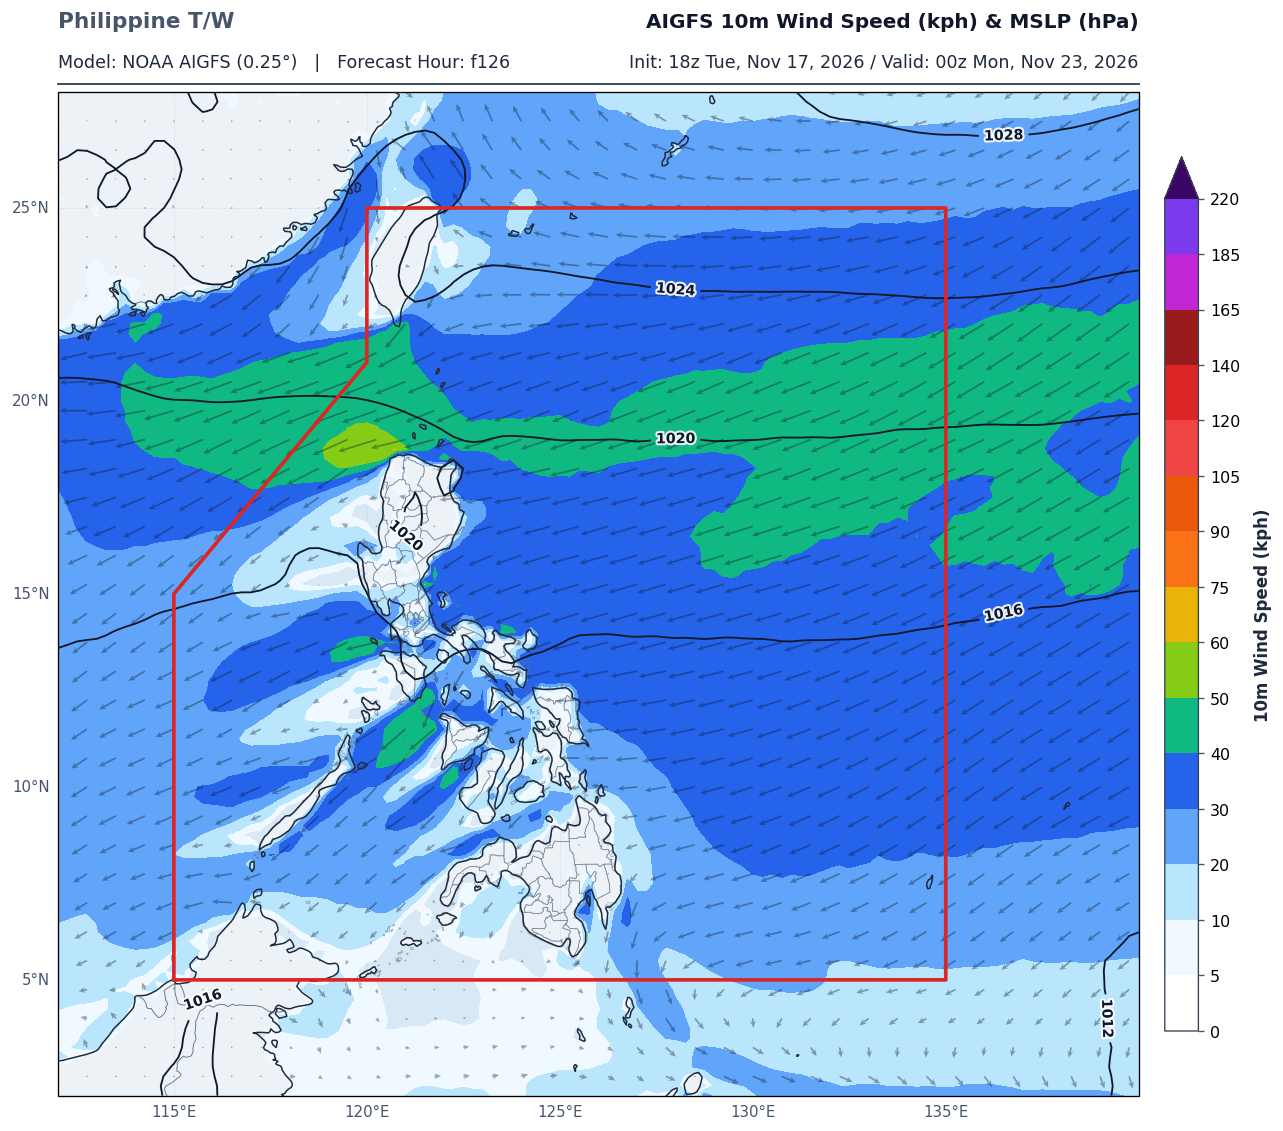 Philippine T/W
AIGFS 10m Wind Speed (kph) & MSLP (hPa)
Model: NOAA AIGFS (0.25°) | Forecast Hour: f126
Init: 18z Tue, Nov 17, 2026 / Valid: 00z Mon, Nov 23, 2026
1028
25°N
1024
20°N
1020
1020
15°N
1016
10°N
5°N
1016
1012
115°E
120°E
125°E
130°E
135°E
220
185
165
140
120
105
90
75
60
50
40
30
20
10
5
0
10m Wind Speed (kph)